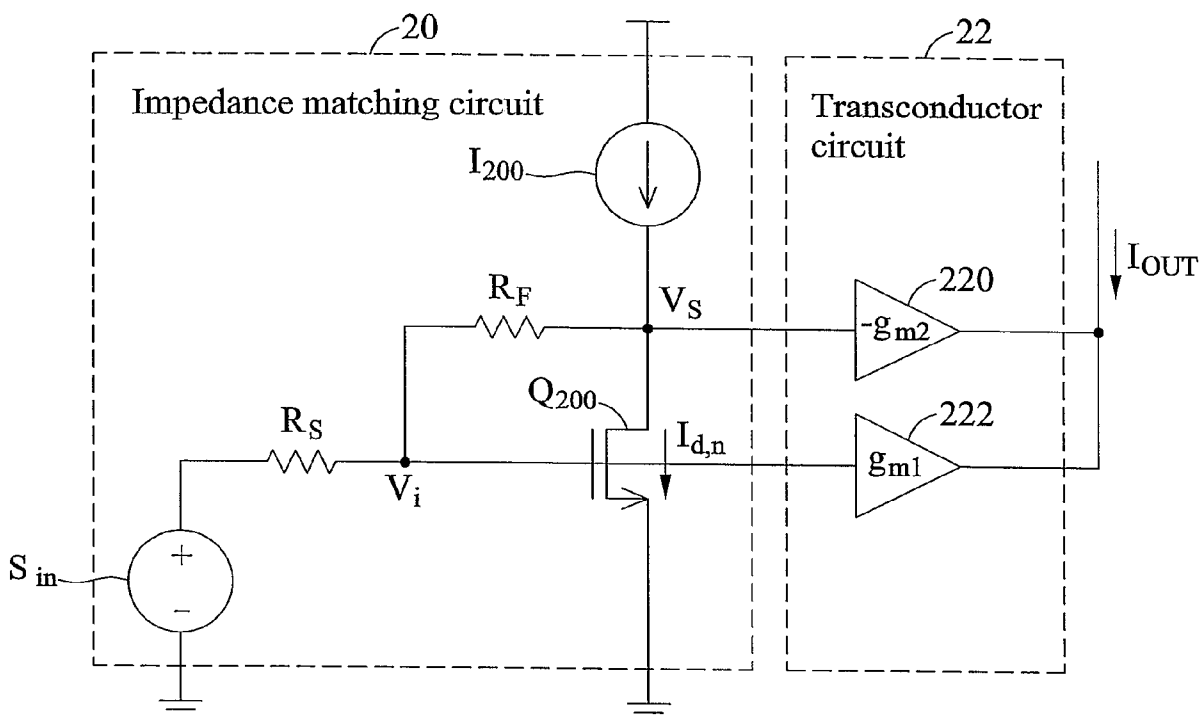 20
22
Impedance matching circuit
Transconductor
circuit
I200
IOUT
RF
VS
220
-gm2
Q200
222
RS
Id,n
gm1
Vi
+
Sin
-